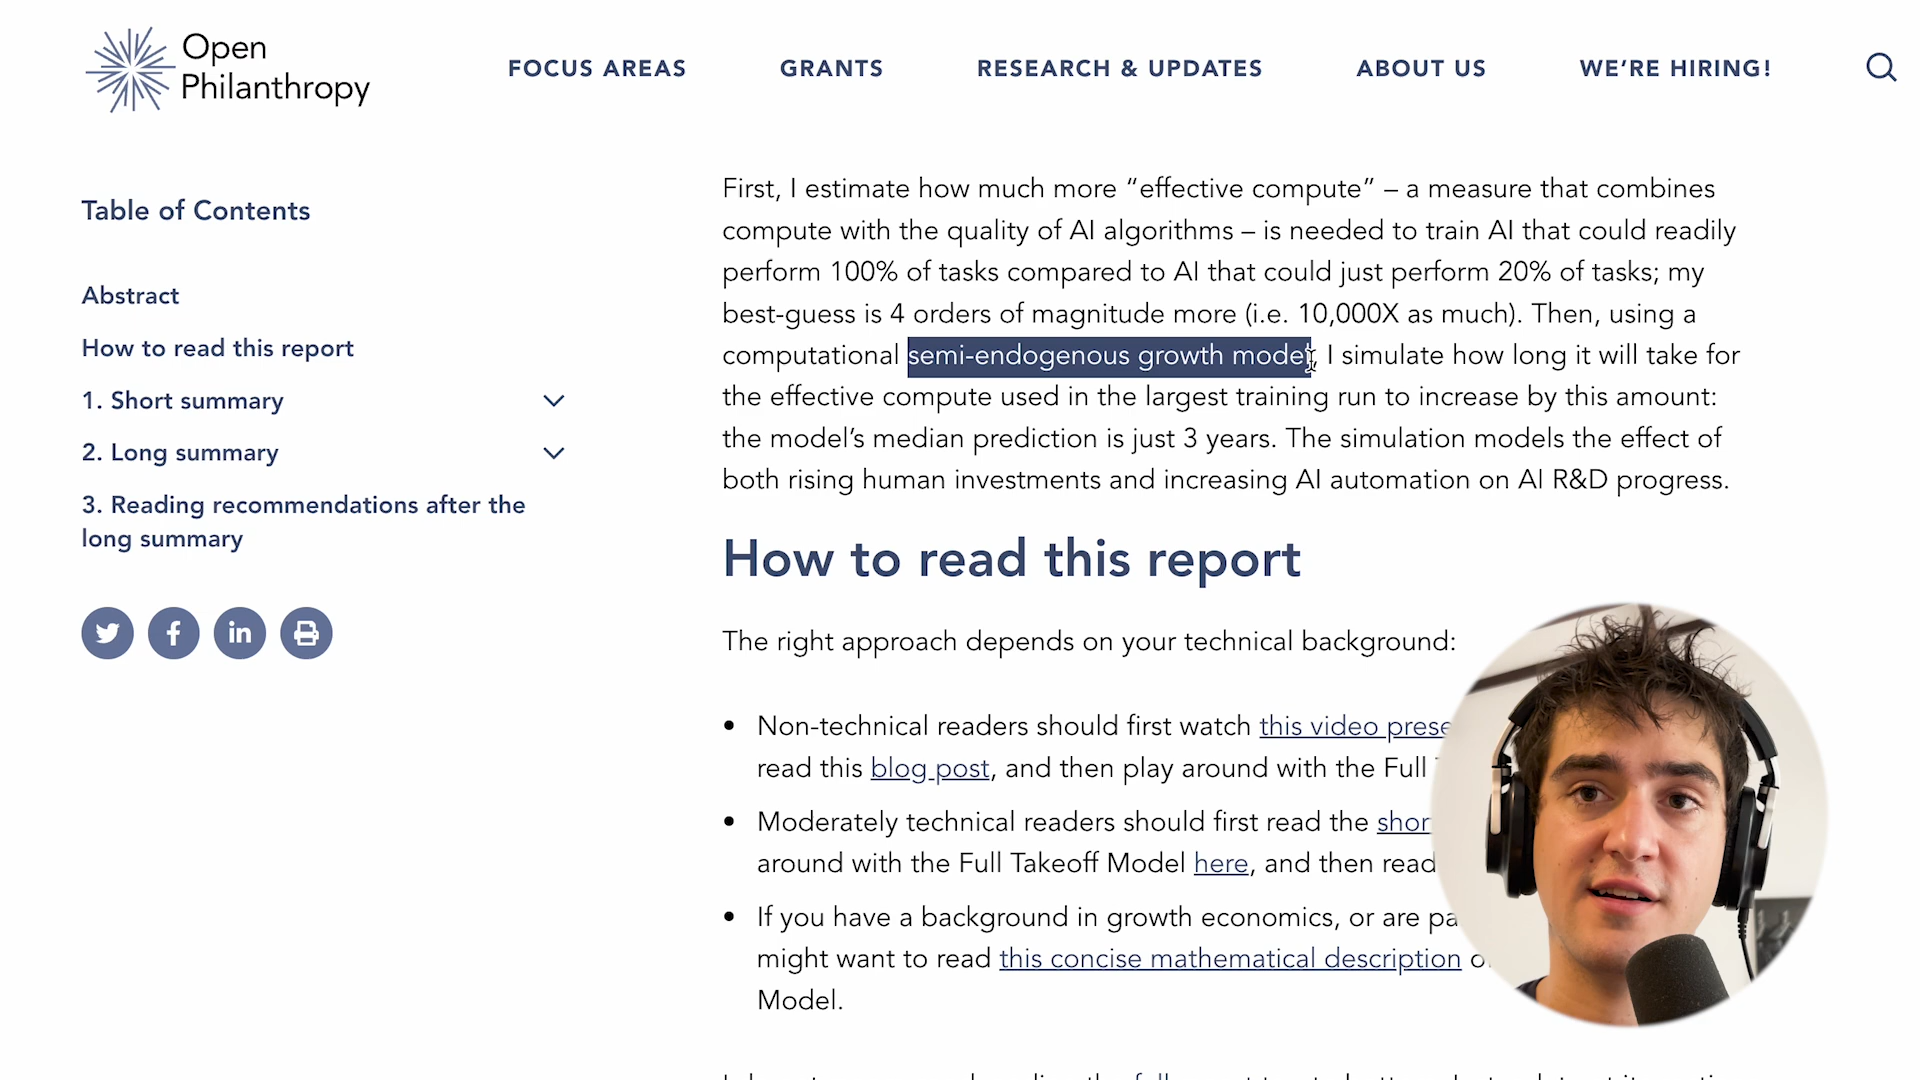 Open
Philanthropy
FOCUS AREAS
GRANTS
RESEARCH & UPDATES
ABOUT US
WE’RE HIRING!
Table of Contents
Abstract
How to read this report
1. Short summary
2. Long summary
3. Reading recommendations after the
long summary
First, I estimate how much more “effective compute” – a measure that combines
compute with the quality of AI algorithms – is needed to train AI that could readily
perform 100% of tasks compared to AI that could just perform 20% of tasks; my
best-guess is 4 orders of magnitude more (i.e. 10,000X as much). Then, using a
computational semi-endogenous growth model, I simulate how long it will take for
the effective compute used in the largest training run to increase by this amount:
the model’s median prediction is just 3 years. The simulation models the effect of
both rising human investments and increasing AI automation on AI R&D progress.
How to read this report
The right approach depends on your technical background:
• Non-technical readers should first watch this video
read this blog post, and then play around with the Full
• Moderately technical readers should first read the
around with the Full Takeoff Model here, and then read
• If you have a background in growth economics, or are
might want to read this concise mathematical description
Model.